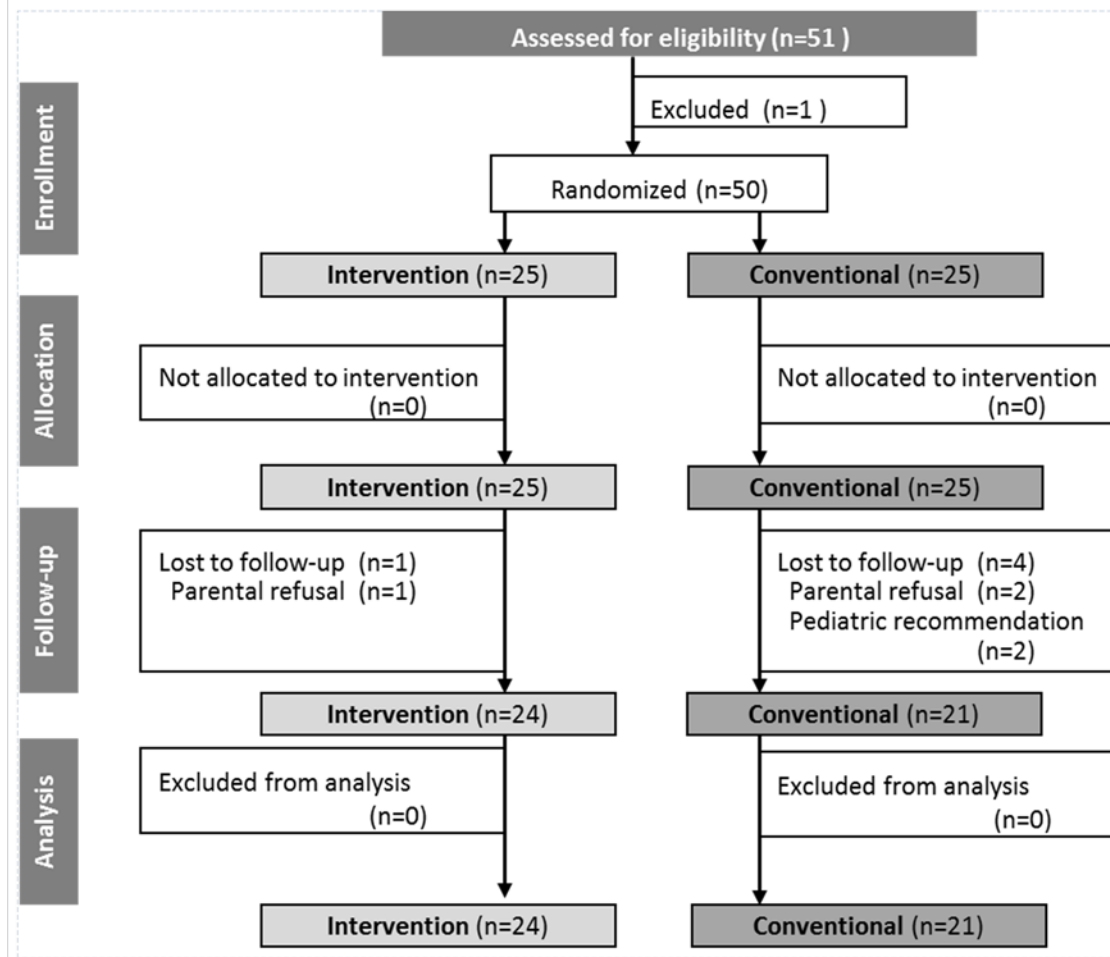 Assessed for eligibility (n=51 )
Enrollment
Excluded (n=1 )
Randomized (n=50)
Intervention (n=25)
Conventional (n=25)
Allocation
Not allocated to intervention
(n=0)
Not allocated to intervention
(n=0)
Intervention (n=25)
Conventional (n=25)
Follow-up
Lost to follow-up (n=1)
Parental refusal (n=1)
Lost to follow-up (n=4)
Parental refusal (n=2)
Pediatric recommendation
(n=2)
Intervention (n=24)
Conventional (n=21)
Analysis
Excluded from analysis
(n=0)
Excluded from analysis
(n=0)
Intervention (n=24)
Conventional (n=21)